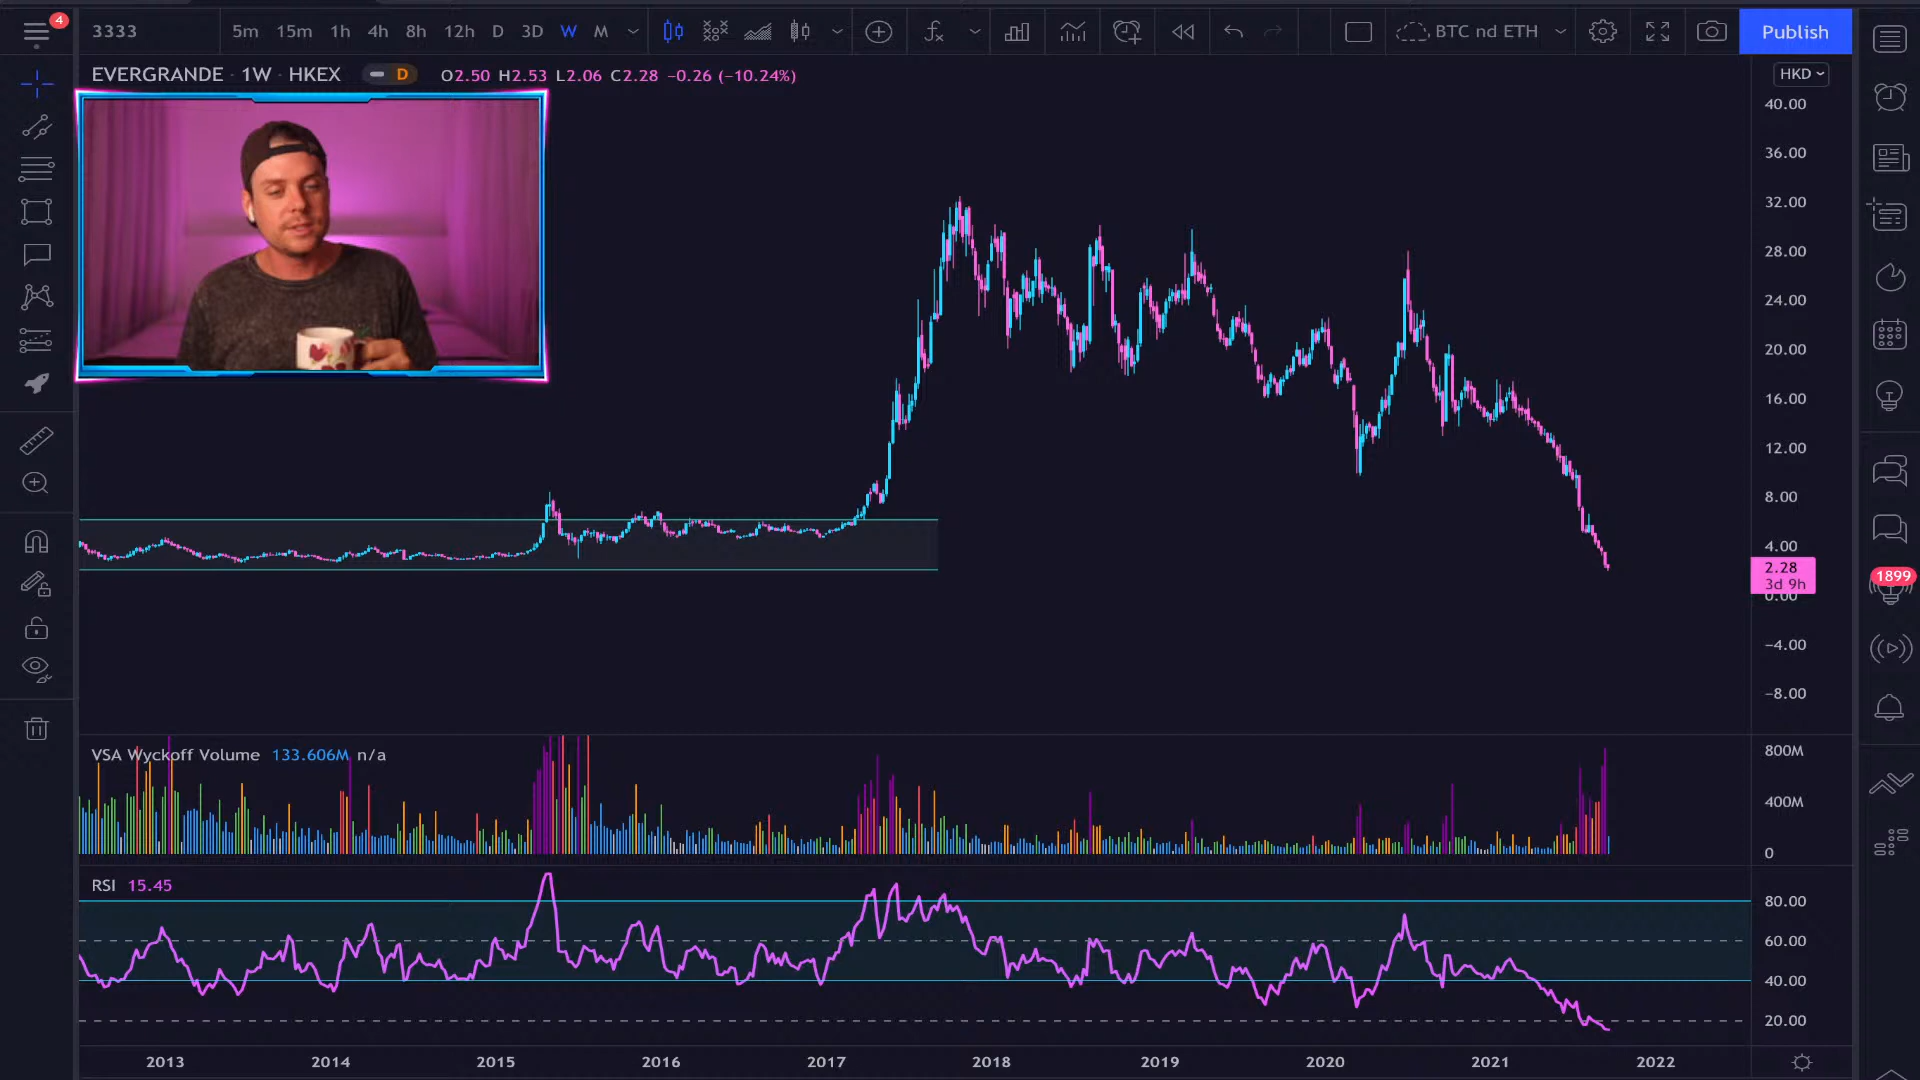 4
3333 5m 15m 1h 4h 8h 12h D 3D W M BTC nd ETH Publish
EVERGRANDE · 1W · HKEX D O2.50 H2.53 L2.06 C2.28 −0.26 (−10.24%) HKD
40.00
36.00
32.00
28.00
24.00
20.00
16.00
12.00
8.00
4.00
2.28
3d 9h
0.00
1899
−4.00
−8.00
VSA Wyckoff Volume 133.606M n/a
800M
400M
0
RSI 15.45
80.00
60.00
40.00
20.00
2013 2014 2015 2016 2017 2018 2019 2020 2021 2022